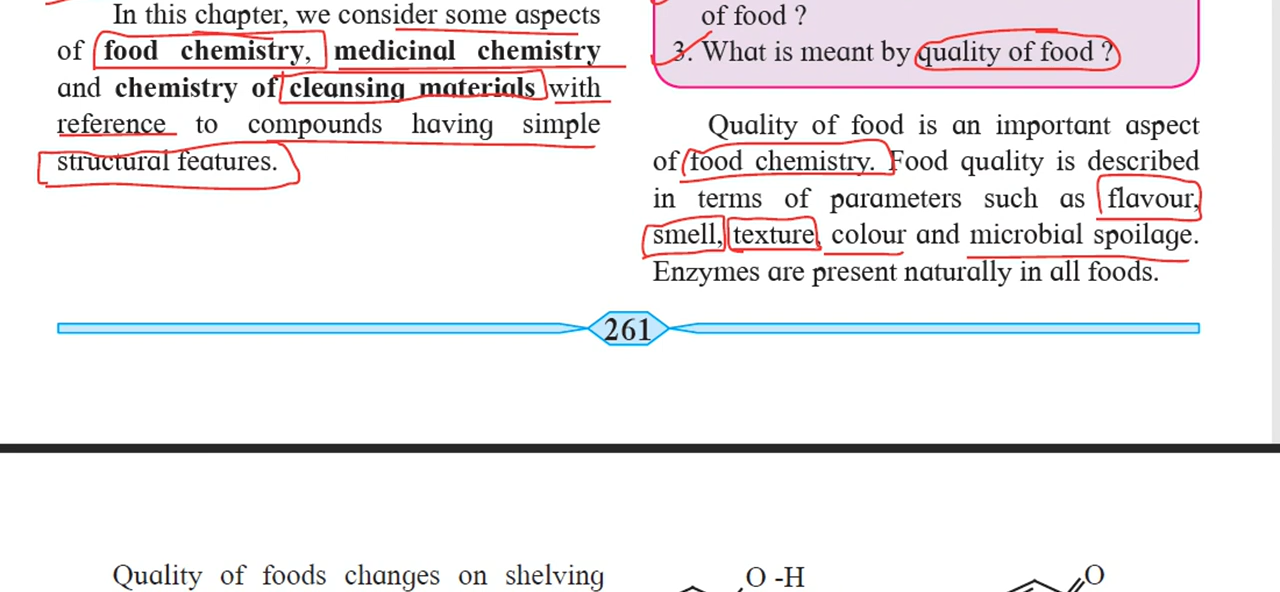 In this chapter, we consider some aspects
of food chemistry, medicinal chemistry
and chemistry of cleansing materials with
reference to compounds having simple
structural features.
of food ?
3. What is meant by quality of food ?
Quality of food is an important aspect
of food chemistry. Food quality is described
in terms of parameters such as flavour,
smell, texture, colour and microbial spoilage.
Enzymes are present naturally in all foods.
261
Quality of foods changes on shelving
O -H
O